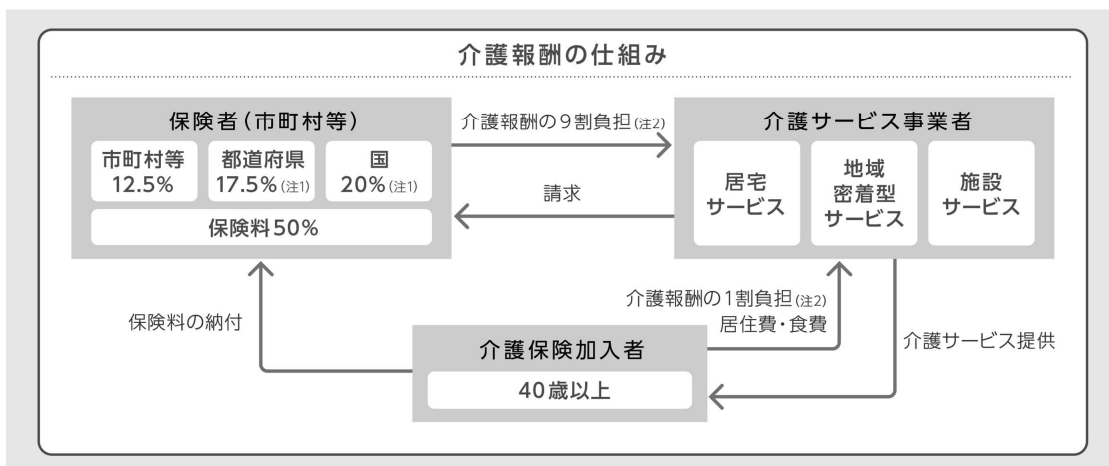 介護報酬の仕組み
保険者（市町村等）
市町村等
12.5%
都道府県
17.5%(注1)
国
20%(注1)
保険料50%
介護報酬の9割負担(注2)
請求
介護サービス事業者
居宅
サービス
地域
密着型
サービス
施設
サービス
保険料の納付
介護報酬の1割負担(注2)
居住費・食費
介護サービス提供
介護保険加入者
40歳以上